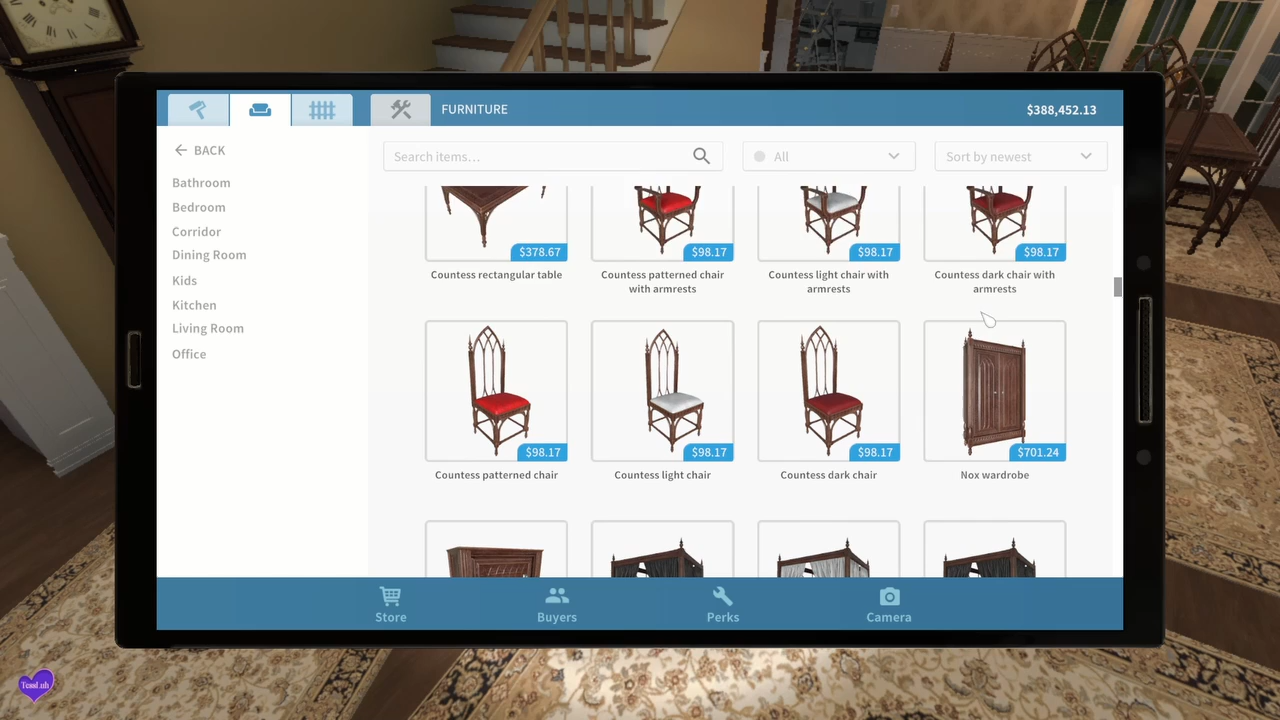 FURNITURE
$388,452.13
BACK
Search items...
All
Sort by newest
Bathroom
Bedroom
Corridor
Dining Room
Kids
Kitchen
Living Room
Office
$378.67
$98.17
$98.17
$98.17
Countess rectangular table
Countess patterned chair
with armrests
Countess light chair with
armrests
Countess dark chair with
armrests
$98.17
$98.17
$98.17
$701.24
Countess patterned chair
Countess light chair
Countess dark chair
Nox wardrobe
Store
Buyers
Perks
Camera